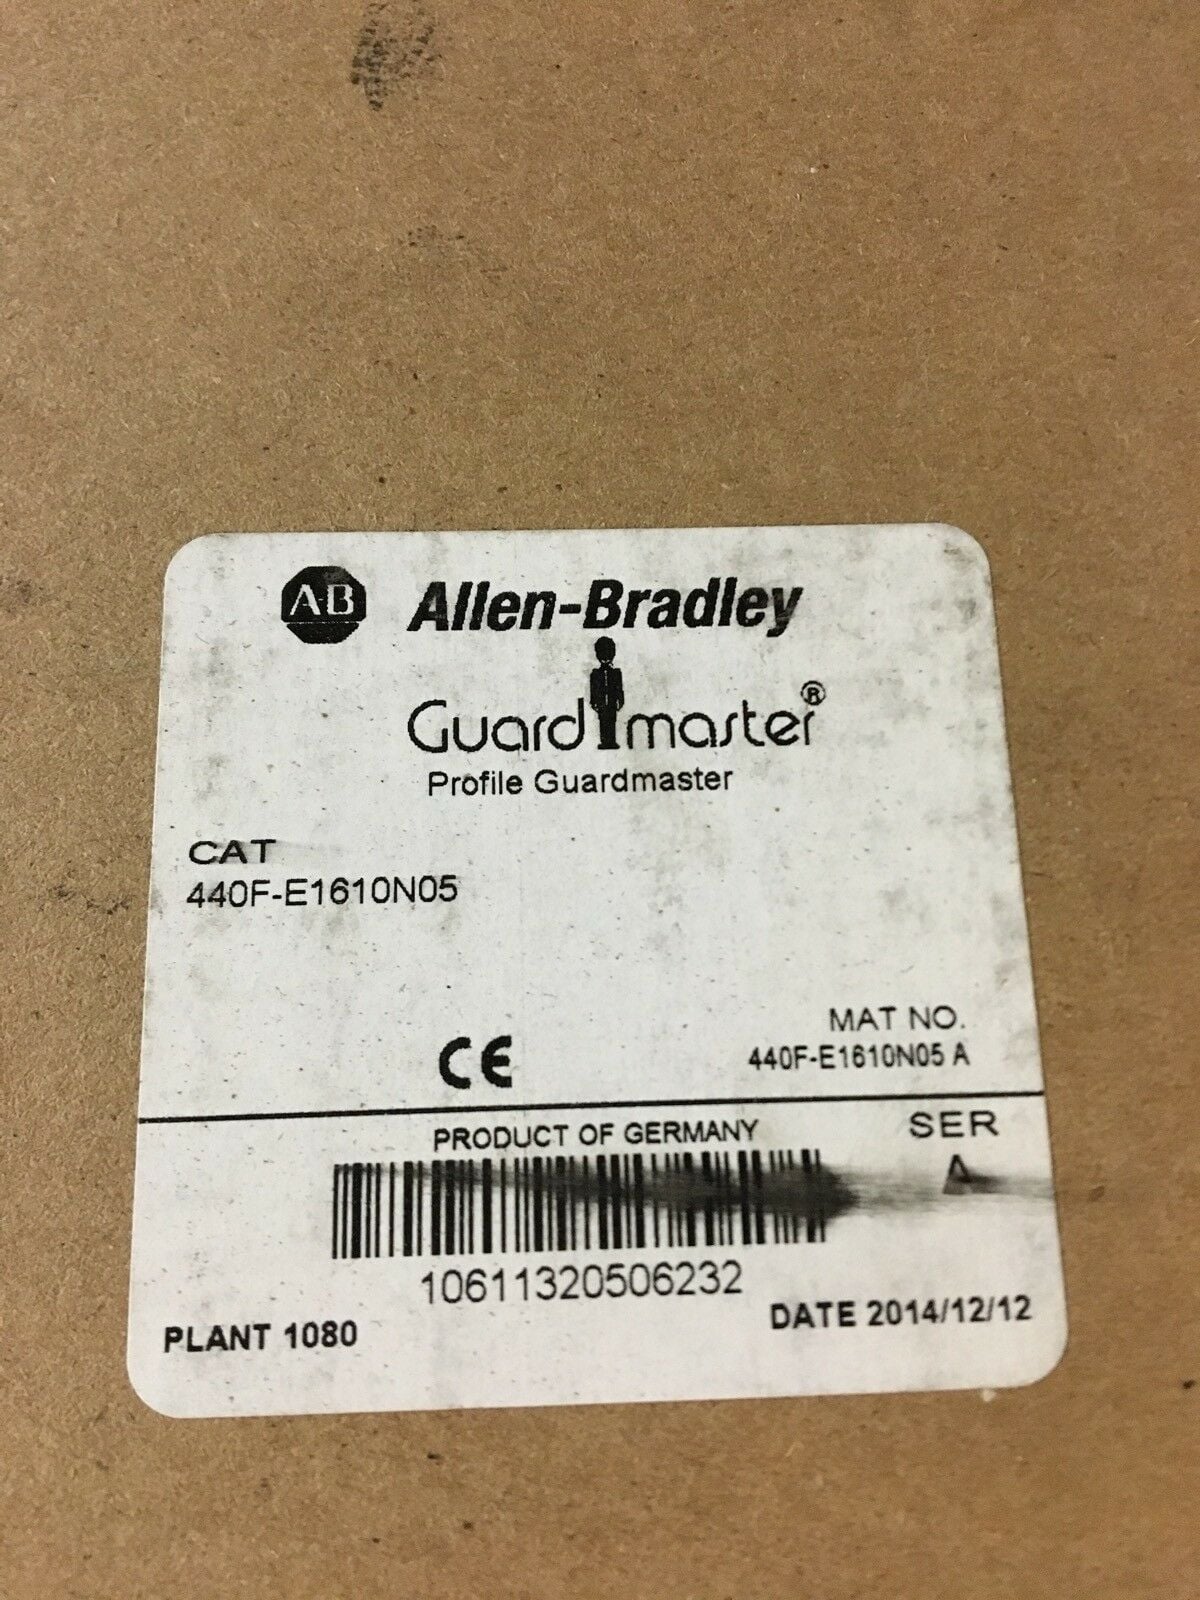 AB Allen-Bradley
Guardmaster®
Profile Guardmaster
CAT
440F-E1610N05
MAT NO.
CE
440F-E1610N05 A
PRODUCT OF GERMANY
SER
A
10611320506232
PLANT 1080
DATE 2014/12/12